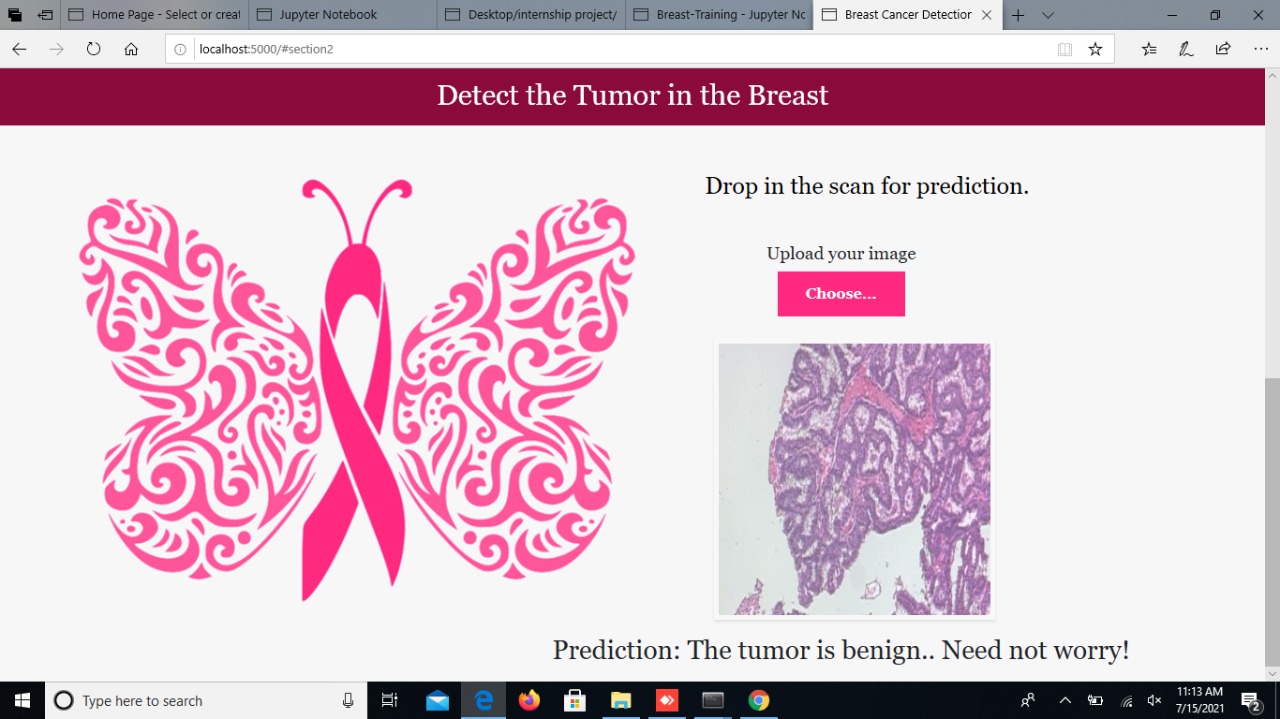 Home Page - Select or creat
Jupyter Notebook
Desktop/internship project/
Breast-Training - Jupyter No
Breast Cancer Detection
localhost:5000/#section2
Detect the Tumor in the Breast
Drop in the scan for prediction.
Upload your image
Choose...
Prediction: The tumor is benign.. Need not worry!
Type here to search
11:13 AM
7/15/2021
2